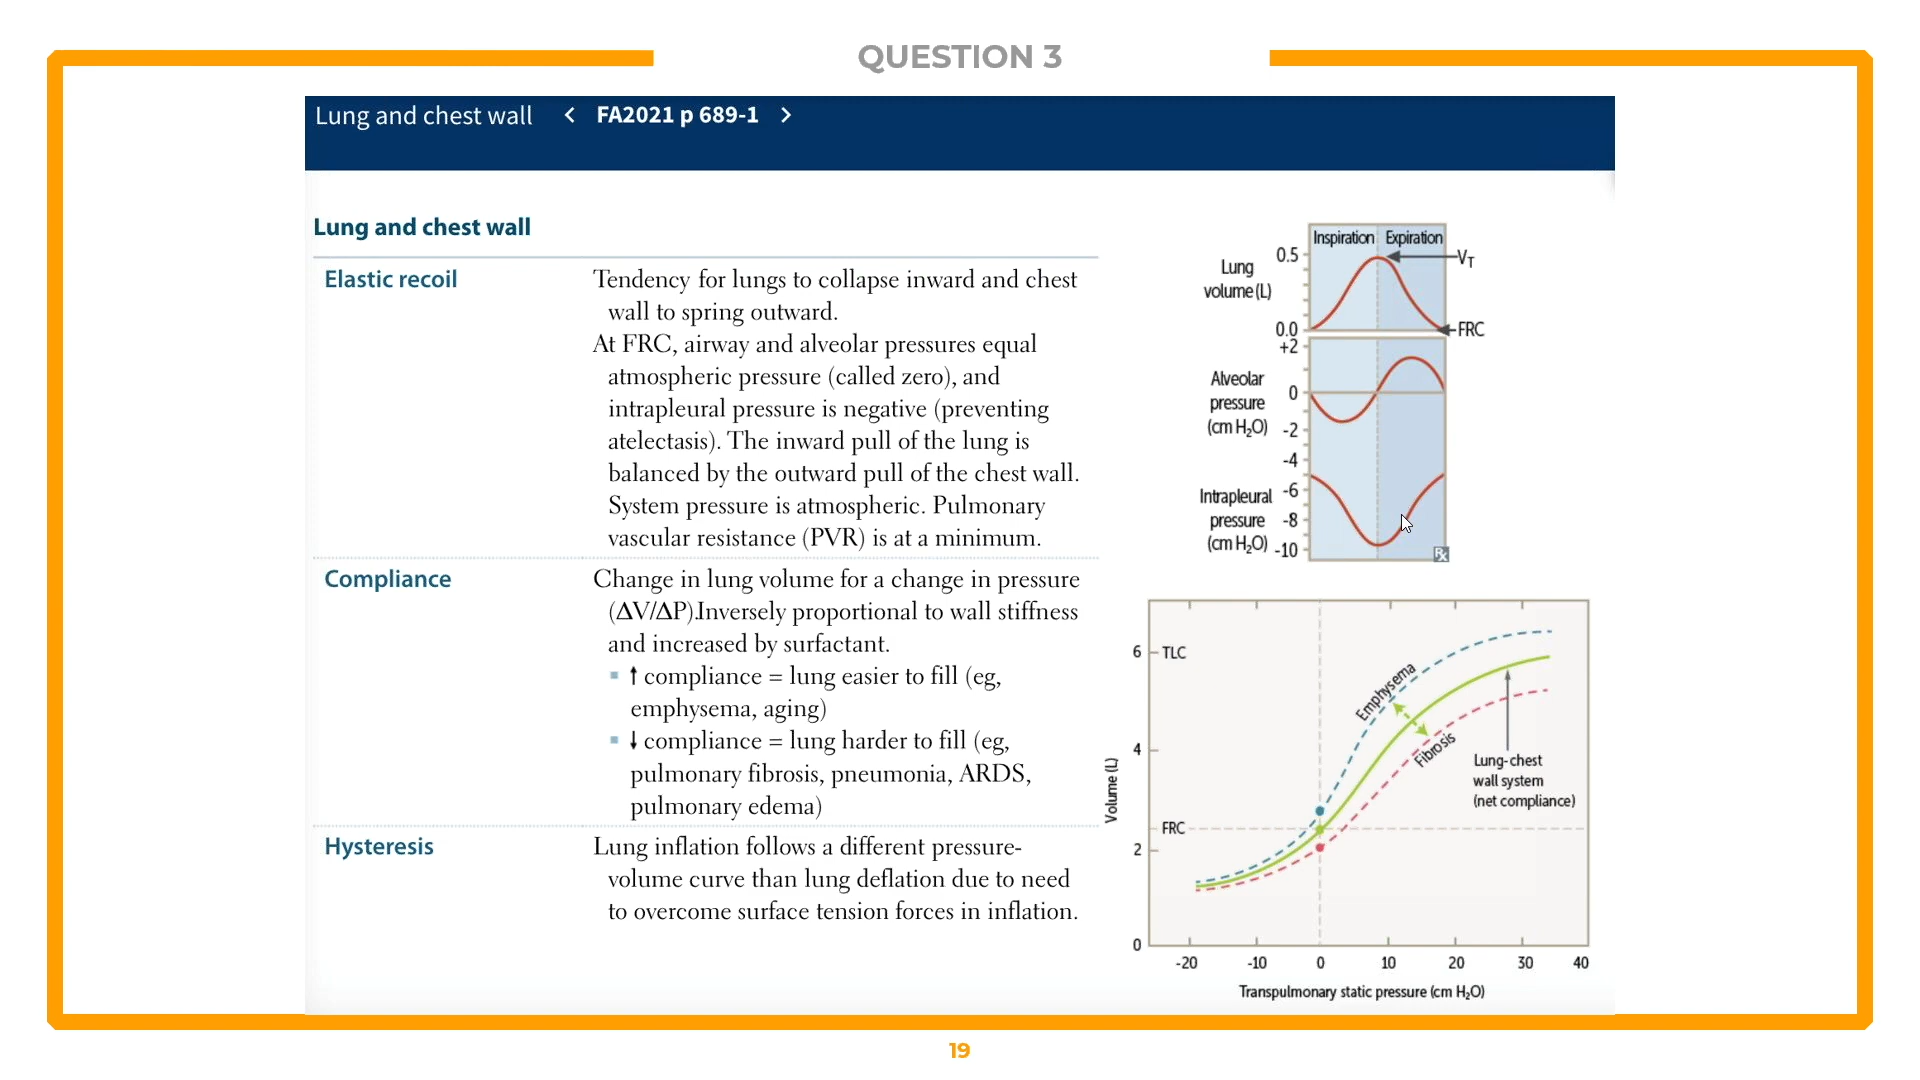 QUESTION 3
Lung and chest wall < FA2021 p 689-1 >
Lung and chest wall
Elastic recoil
Tendency for lungs to collapse inward and chest
wall to spring outward.
At FRC, airway and alveolar pressures equal
atmospheric pressure (called zero), and
intrapleural pressure is negative (preventing
atelectasis). The inward pull of the lung is
balanced by the outward pull of the chest wall.
System pressure is atmospheric. Pulmonary
vascular resistance (PVR) is at a minimum.
Compliance
Change in lung volume for a change in pressure
(ΔV/ΔP).Inversely proportional to wall stiffness
and increased by surfactant.
▪ ↑ compliance = lung easier to fill (eg,
emphysema, aging)
▪ ↓ compliance = lung harder to fill (eg,
pulmonary fibrosis, pneumonia, ARDS,
pulmonary edema)
Hysteresis
Lung inflation follows a different pressure-
volume curve than lung deflation due to need
to overcome surface tension forces in inflation.
Inspiration Expiration
Lung
volume (L)
0.5
0.0
VT
FRC
Alveolar
pressure
(cm H₂O)
+2
0
-2
-4
Intrapleural
pressure
(cm H₂O)
-6
-8
-10
Rx
Volume (L)
6
4
2
0
TLC
FRC
Emphysema
Fibrosis
Lung-chest
wall system
(net compliance)
-20 -10 0 10 20 30 40
Transpulmonary static pressure (cm H₂O)
19